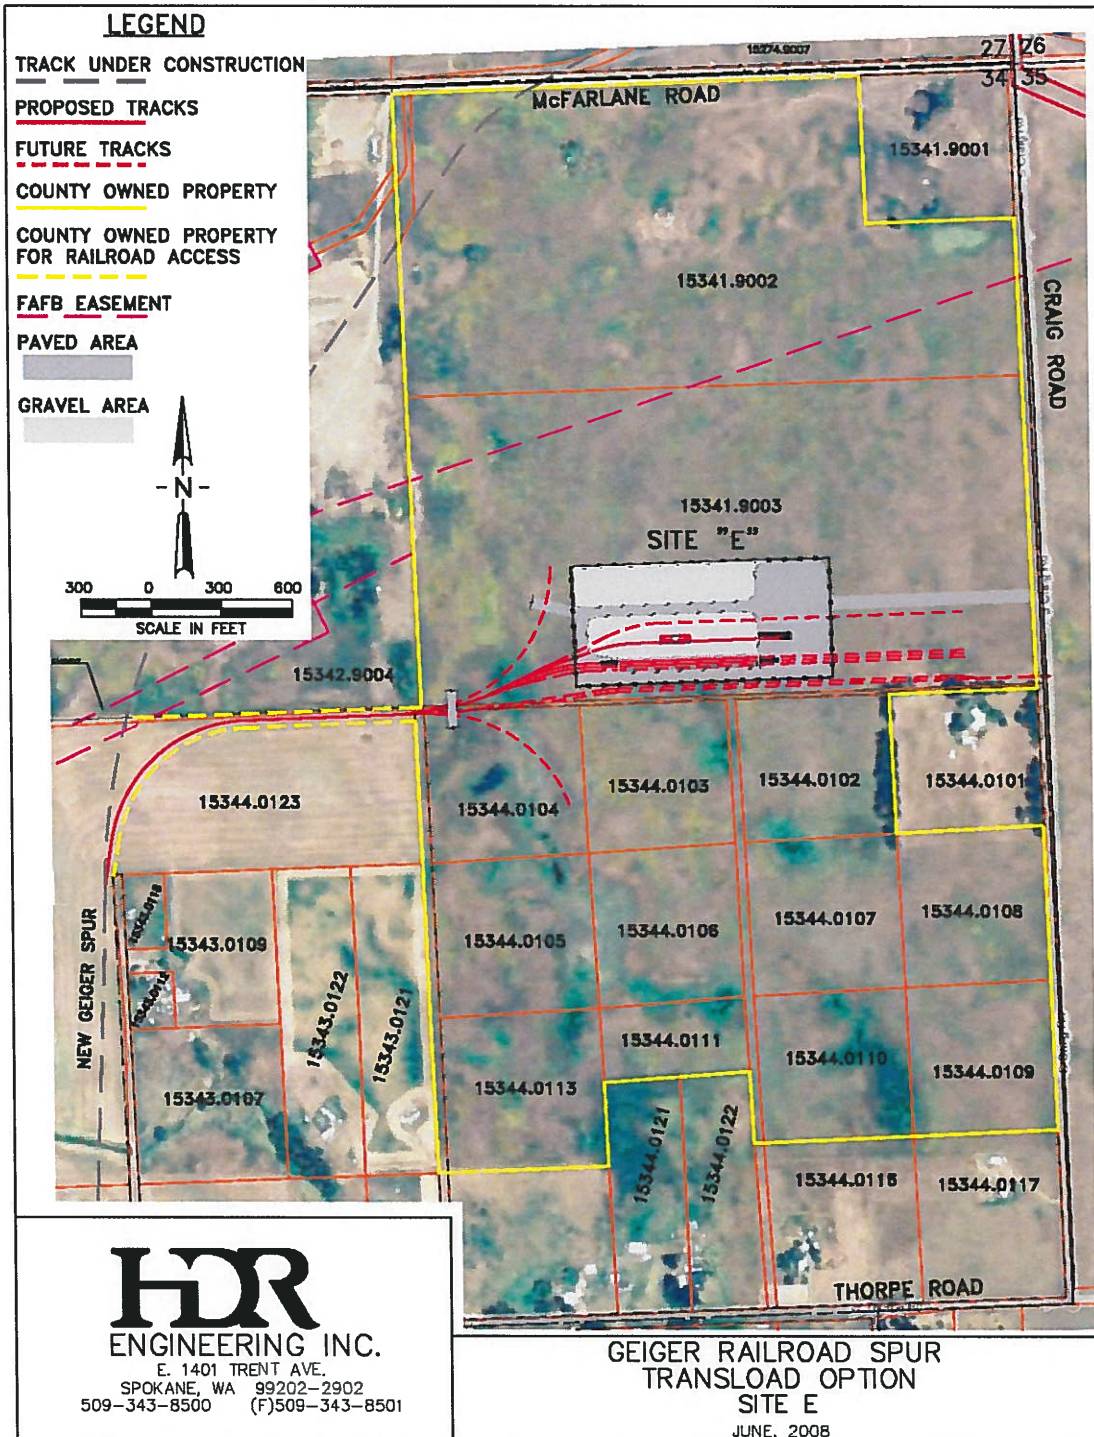 LEGEND
TRACK UNDER CONSTRUCTION
PROPOSED TRACKS
FUTURE TRACKS
COUNTY OWNED PROPERTY
COUNTY OWNED PROPERTY
FOR RAILROAD ACCESS
FAFB EASEMENT
PAVED AREA
GRAVEL AREA
-N-
300 0 300 600
SCALE IN FEET
15274.9007
27 26
34 35
McFARLANE ROAD
15341.9001
15341.9002
CRAIG ROAD
15341.9003
SITE "E"
15342.9004
15344.0123
15344.0104
15344.0103
15344.0102
15344.0101
NEW GEIGER SPUR
15343.0109
15343.0122
15343.0121
15343.0107
15344.0105
15344.0106
15344.0107
15344.0108
15344.0111
15344.0110
15344.0109
15344.0113
15344.0121
15344.0122
15344.0116
15344.0117
THORPE ROAD
HDR
ENGINEERING INC.
E. 1401 TRENT AVE.
SPOKANE, WA 99202-2902
509-343-8500 (F)509-343-8501
GEIGER RAILROAD SPUR
TRANSLOAD OPTION
SITE E
JUNE, 2008